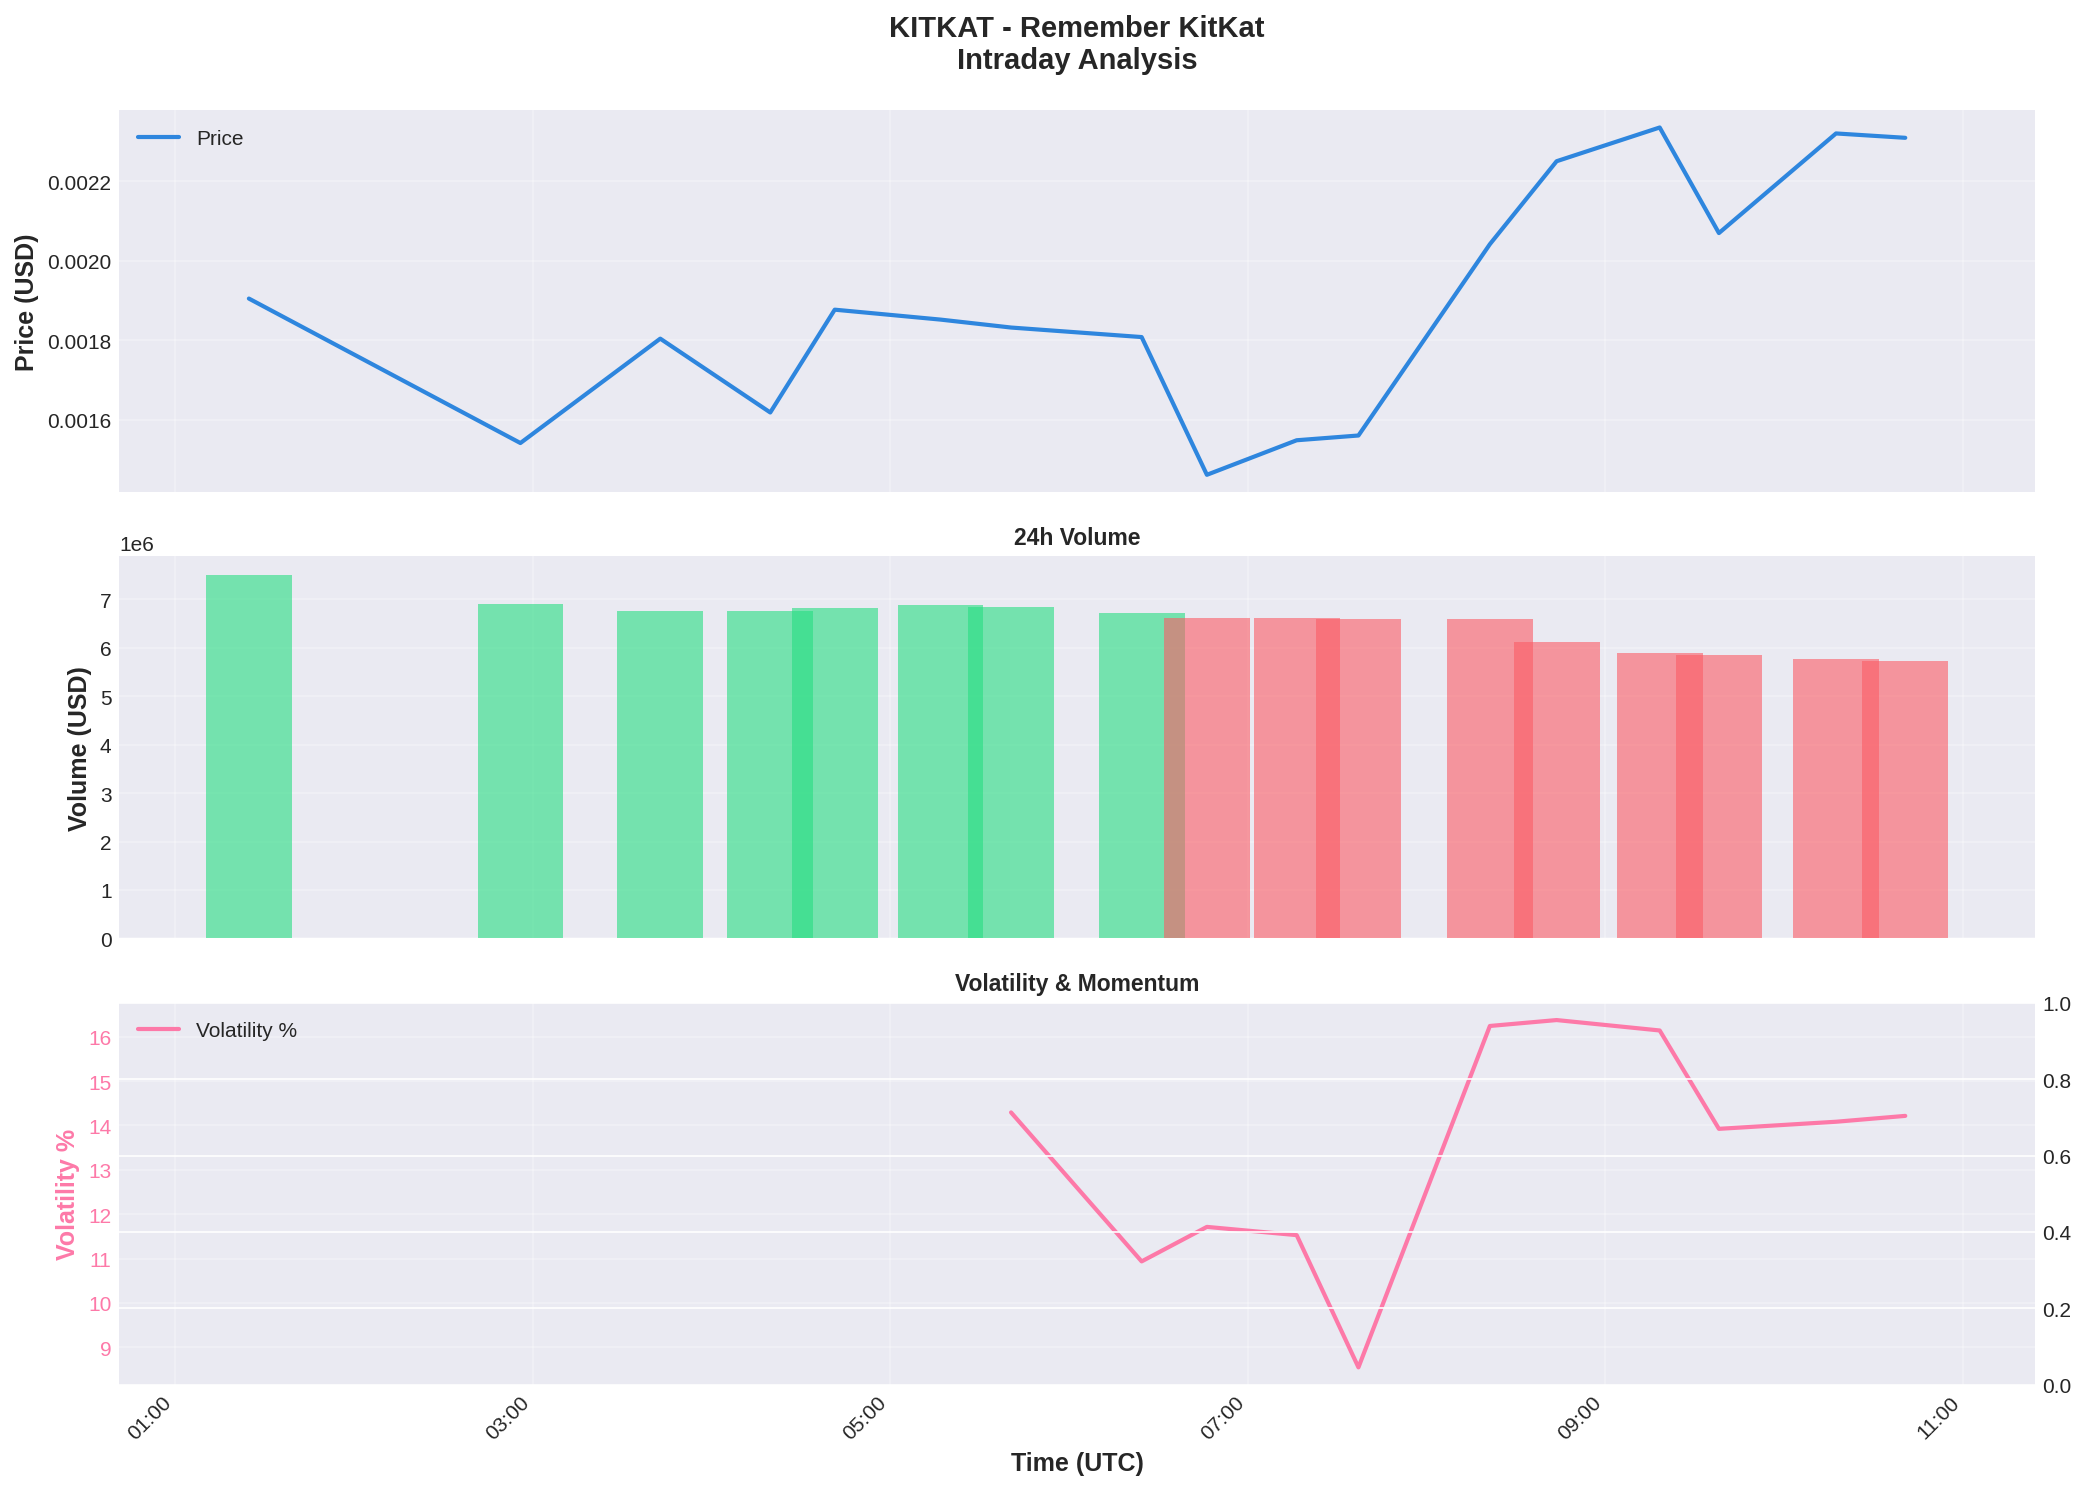 KITKAT - Remember KitKat
Intraday Analysis
Price
Price (USD)
0.0022
0.0020
0.0018
0.0016
24h Volume
1e6
Volume (USD)
7
6
5
4
3
2
1
0
Volatility & Momentum
Volatility %
Volatility %
16
15
14
13
12
11
10
9
1.0
0.8
0.6
0.4
0.2
0.0
01:00
03:00
05:00
07:00
09:00
11:00
Time (UTC)